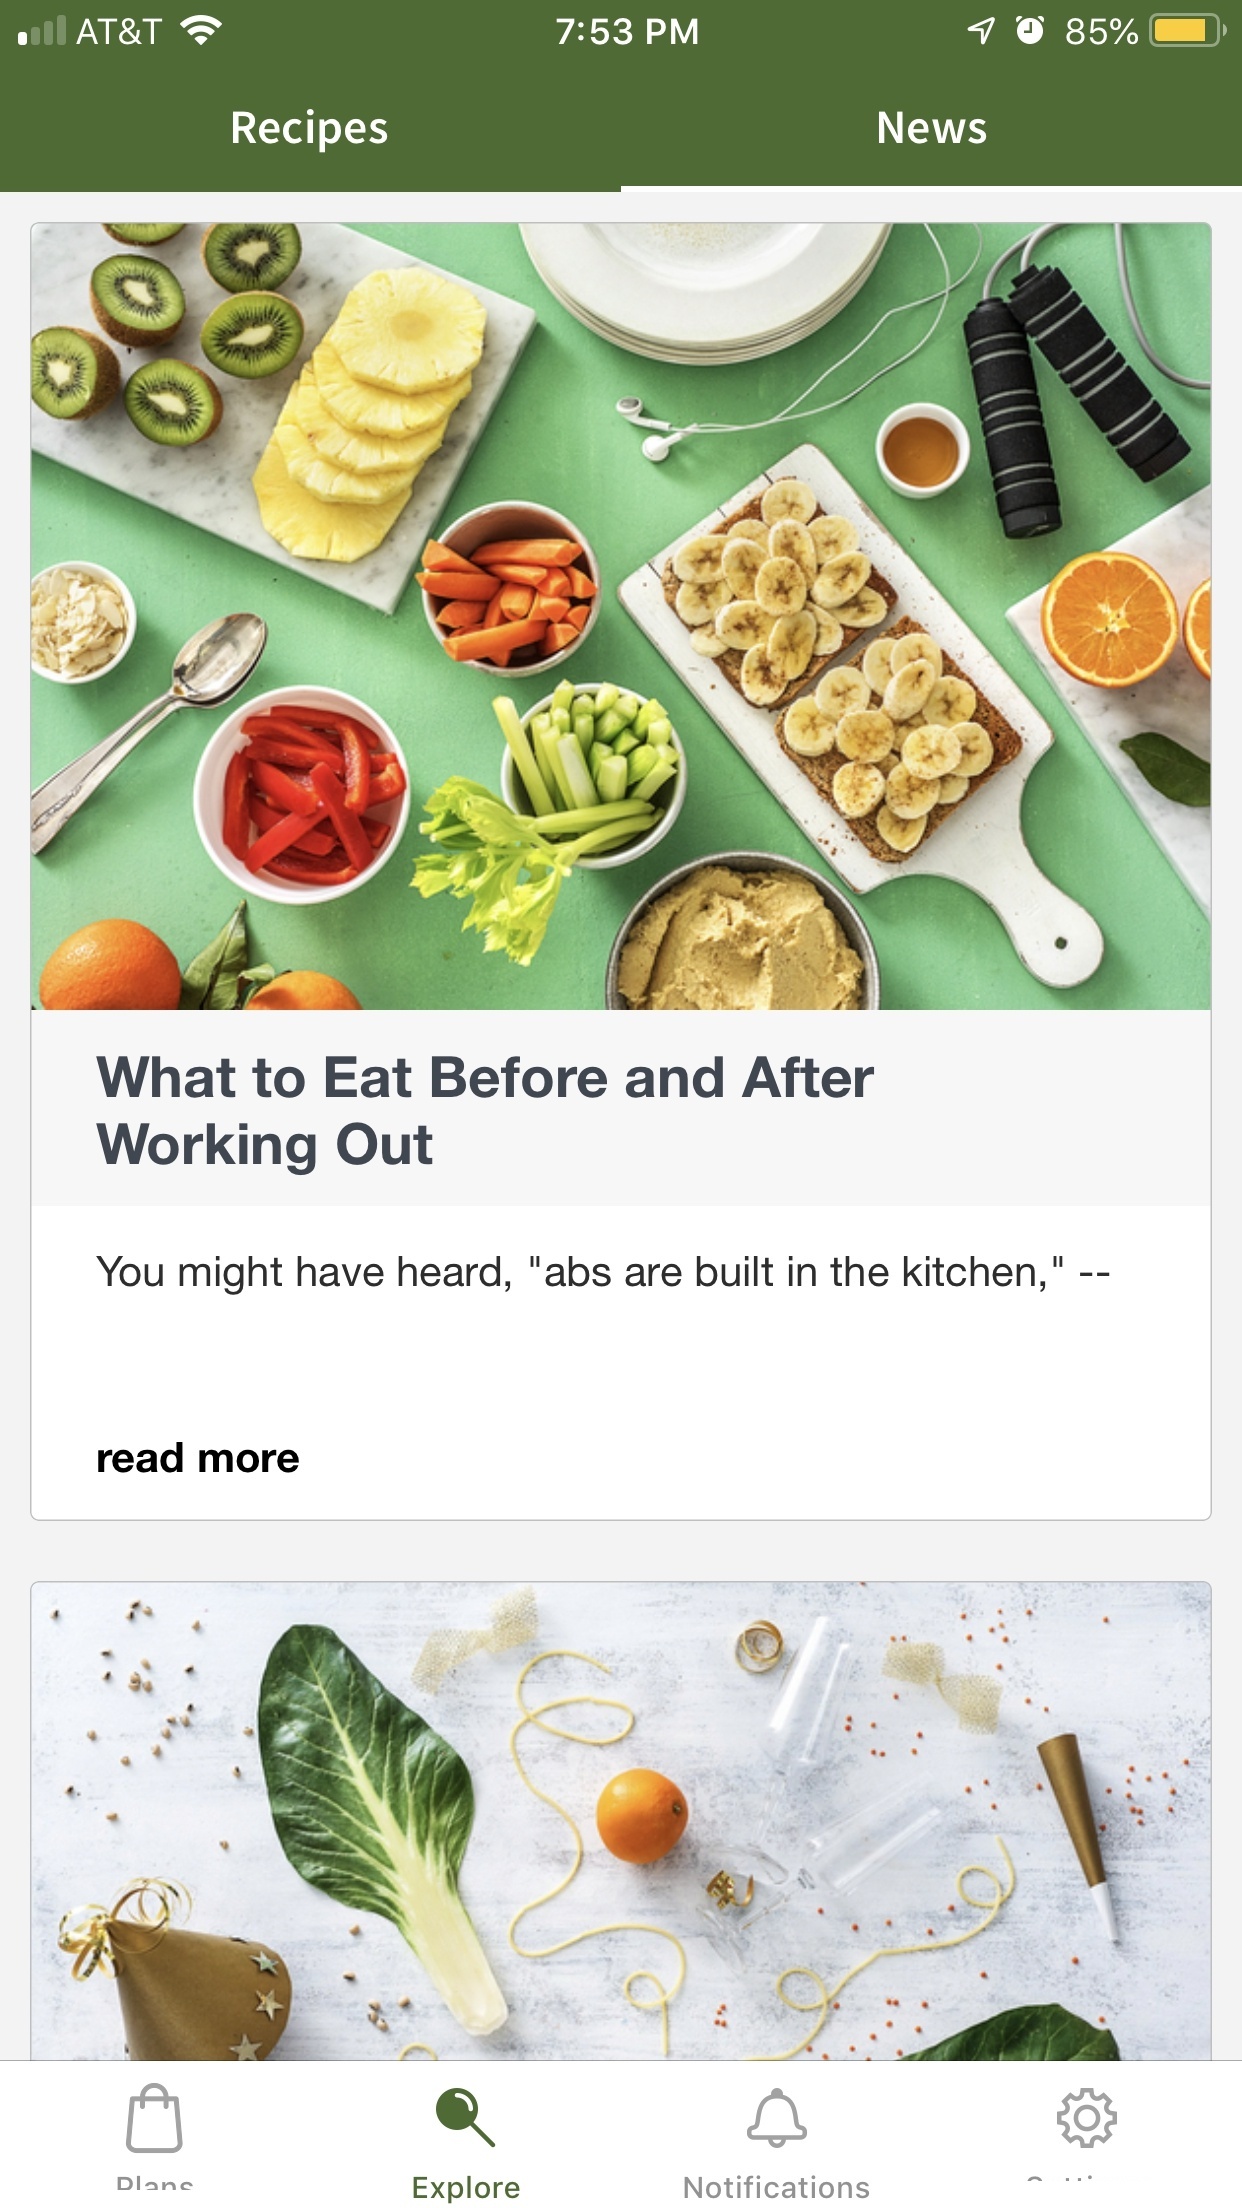 AT&T 7:53 PM 85%
Recipes News
What to Eat Before and After
Working Out
You might have heard, "abs are built in the kitchen," --
read more
Plans Explore Notifications